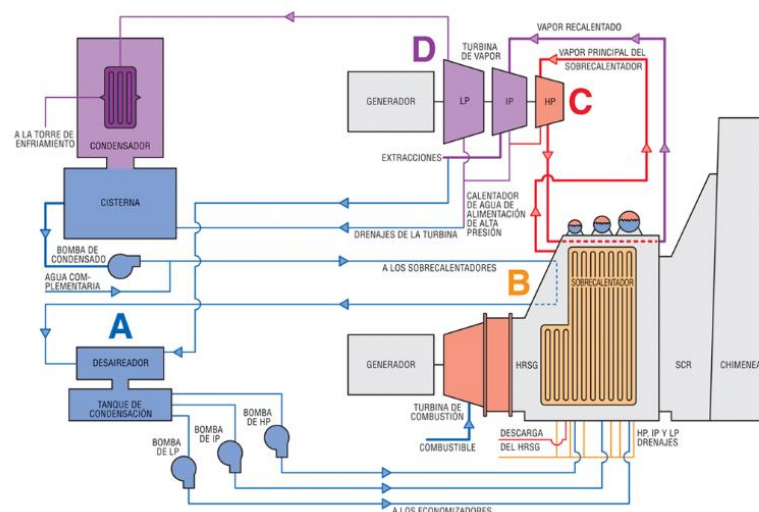 VAPOR RECALENTADO
D
TURBINA
DE VAPOR
VAPOR PRINCIPAL DEL
SOBRECALENTADOR
GENERADOR
LP
IP
HP
C
A LA TORRE DE
ENFRIAMIENTO
CONDENSADOR
EXTRACCIONES
CISTERNA
CALENTADOR
DE AGUA DE
ALIMENTACIÓN
DE ALTA
PRESIÓN
DRENAJES DE LA TURBINA
BOMBA DE
CONDENSADO
AGUA COM-
PLEMENTARIA
A LOS SOBRECALENTADORES
B
SOBRECALENTADOR
A
DESAIREADOR
GENERADOR
HRSG
SCR
CHIMENEA
TANQUE DE
CONDENSACIÓN
BOMBA
DE HP
BOMBA
DE IP
BOMBA
DE LP
TURBINA DE
COMBUSTIÓN
COMBUSTIBLE
DESCARGA
DEL HRSG
HP, IP Y LP
DRENAJES
A LOS ECONOMIZADORES